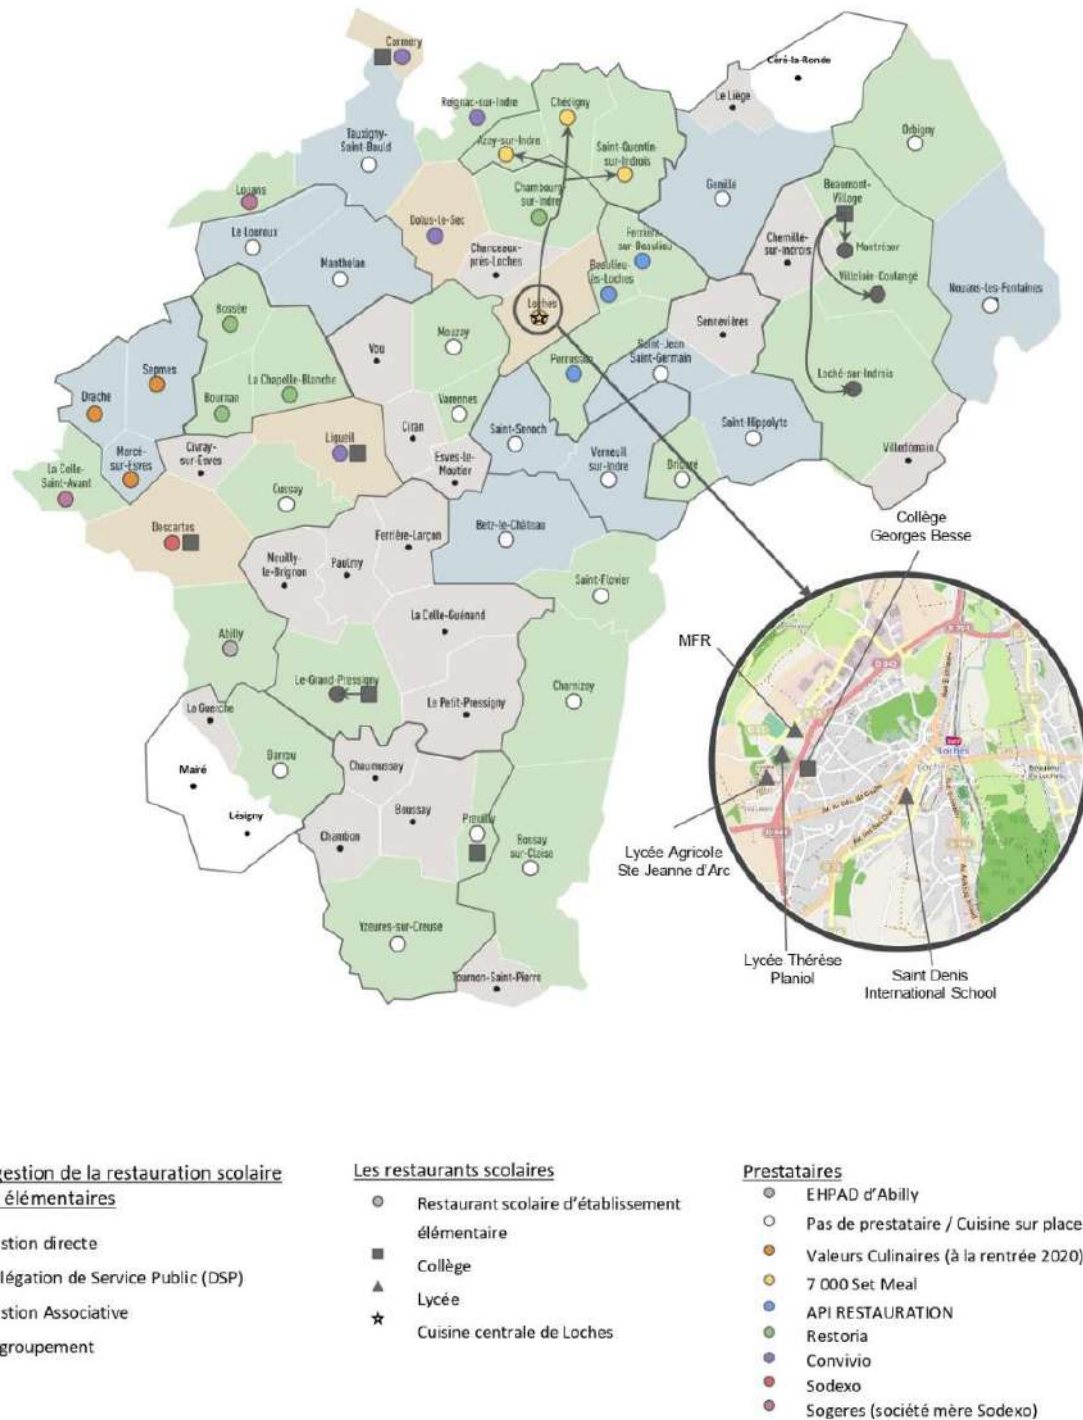 Cormery
Céré-la-Ronde
Le Liège
Reignac-sur-Indre
Chédigny
Orbigny
Tauxigny-
Saint-Bauld
Azay-sur-Indre
Saint-Quentin-
sur-Indrois
Genillé
Beaumont-
Village
Louans
Chambourg-
sur-Indre
Dolus-le-Sec
Le Louroux
Ferrière-
sur-Beaulieu
Chemillé-
sur-Indrois
Montrésor
Chanceaux-
près-Loches
Manthelan
Beaulieu-
lès-Loches
Villeloin-Coulangé
Nouans-les-Fontaines
Loches
Bossée
Sennevières
Mouzay
Vou
Saint-Jean
Saint-Germain
Perrusson
Sepmes
La Chapelle-Blanche
Loché-sur-Indrois
Draché
Varennes
Bournan
Ciran
Saint-Senoch
Saint-Hippolyte
Ligueil
Civray-
sur-Esves
Marcé-
sur-Esves
Esves-le-
Moutier
Verneuil
sur-Indre
Villedômain
La Celle-
Saint-Avant
Bridoré
Cussay
Descartes
Betz-le-Château
Collège
Georges Besse
Ferrière-Larçon
Neuilly-
le-Brignon
Paulmy
Saint-Flovier
La Celle-Guénand
Abilly
MFR
Le-Grand-Pressigny
Charnizay
Le Petit-Pressigny
La Guerche
Barrou
Loches
Mairé
Chaumussay
Lésigny
Boussay
Preuilly
Chambon
Bossay
sur-Claise
Lycée Agricole
Ste Jeanne d'Arc
Yzeures-sur-Creuse
Lycée Thérèse
Planiol
Saint Denis
International School
Tournon-Saint-Pierre
gestion de la restauration scolaire
élémentaires
stion directe
légation de Service Public (DSP)
stion Associative
groupement
Les restaurants scolaires
Restaurant scolaire d'établissement
élémentaire
Collège
Lycée
Cuisine centrale de Loches
Prestataires
EHPAD d'Abilly
Pas de prestataire / Cuisine sur place
Valeurs Culinaires (à la rentrée 2020)
7 000 Set Meal
API RESTAURATION
Restoria
Convivio
Sodexo
Sogeres (société mère Sodexo)